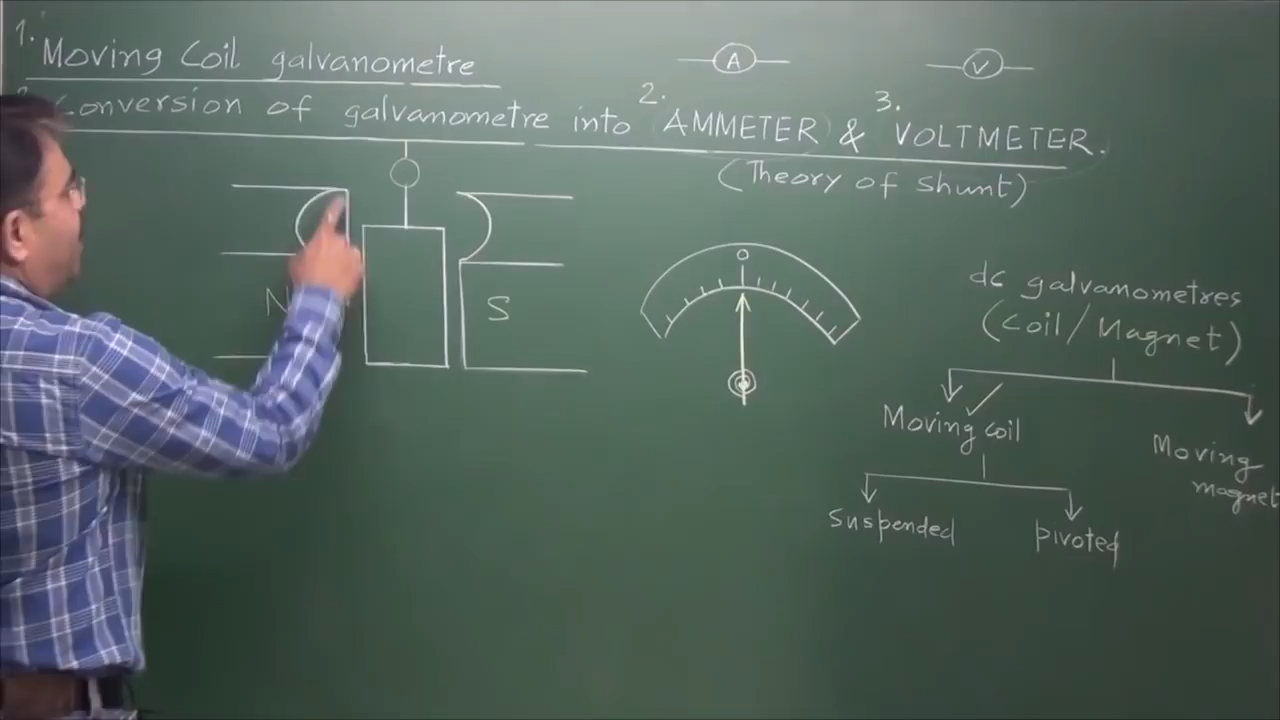 1.
Moving Coil galvanometre
Conversion of galvanometre into 2. AMMETER & 3. VOLTMETER.
(Theory of shunt)
A
V
N
S
0
dc galvanometres
(Coil/Magnet)
Moving coil
Moving magnet
suspended
pivoted